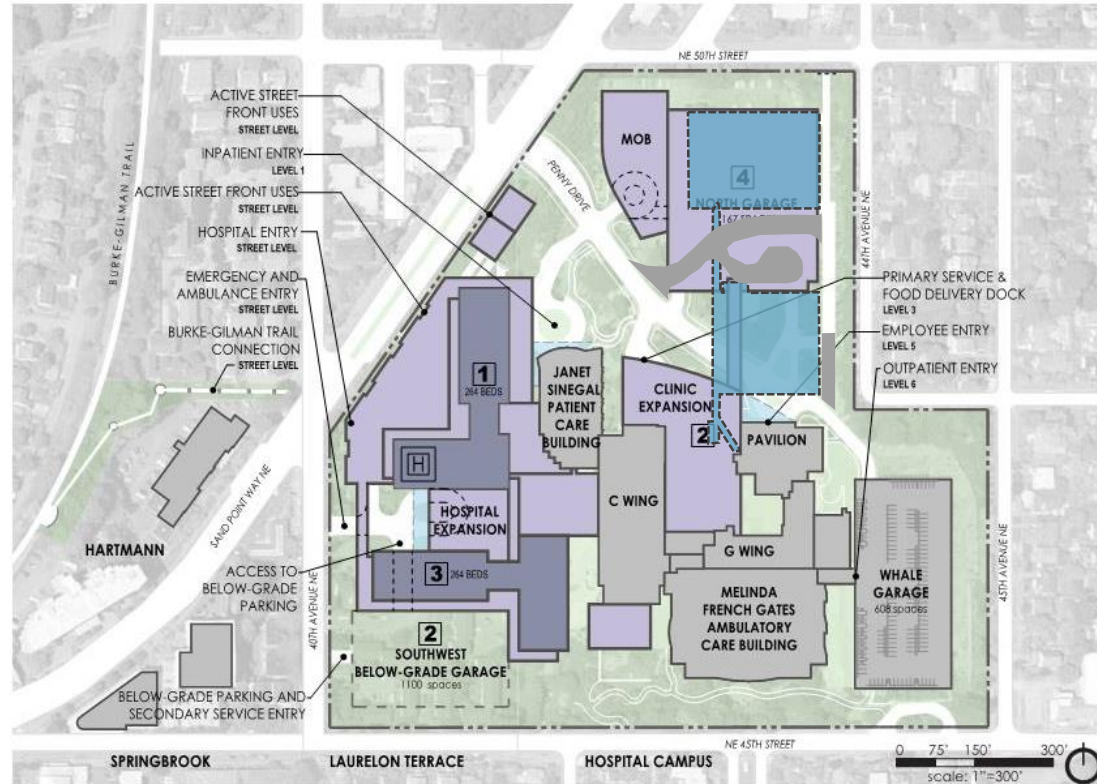 NE 50TH STREET
ACTIVE STREET
FRONT USES
STREET LEVEL
INPATIENT ENTRY
LEVEL 1
ACTIVE STREET FRONT USES
STREET LEVEL
HOSPITAL ENTRY
STREET LEVEL
EMERGENCY AND
AMBULANCE ENTRY
STREET LEVEL
BURKE-GILMAN TRAIL
CONNECTION
STREET LEVEL
BURKE-GILMAN TRAIL
PENNY DRIVE
MOB
4
NORTH GARAGE
44TH AVENUE NE
PRIMARY SERVICE &
FOOD DELIVERY DOCK
LEVEL 3
EMPLOYEE ENTRY
LEVEL 5
OUTPATIENT ENTRY
LEVEL 6
1
264 BEDS
JANET
SINEGAL
PATIENT
CARE
BUILDING
CLINIC
EXPANSION
2
PAVILION
H
HOSPITAL
EXPANSION
C WING
G WING
3 264 BEDS
MELINDA
FRENCH GATES
AMBULATORY
CARE BUILDING
WHALE
GARAGE
608 spaces
45TH AVENUE NE
HARTMANN
SAND POINT WAY NE
40TH AVENUE NE
ACCESS TO
BELOW-GRADE
PARKING
2
SOUTHWEST
BELOW-GRADE GARAGE
1100 spaces
BELOW-GRADE PARKING AND
SECONDARY SERVICE ENTRY
NE 45TH STREET
SPRINGBROOK
LAURELON TERRACE
HOSPITAL CAMPUS
0 75' 150' 300'
scale: 1"=300'